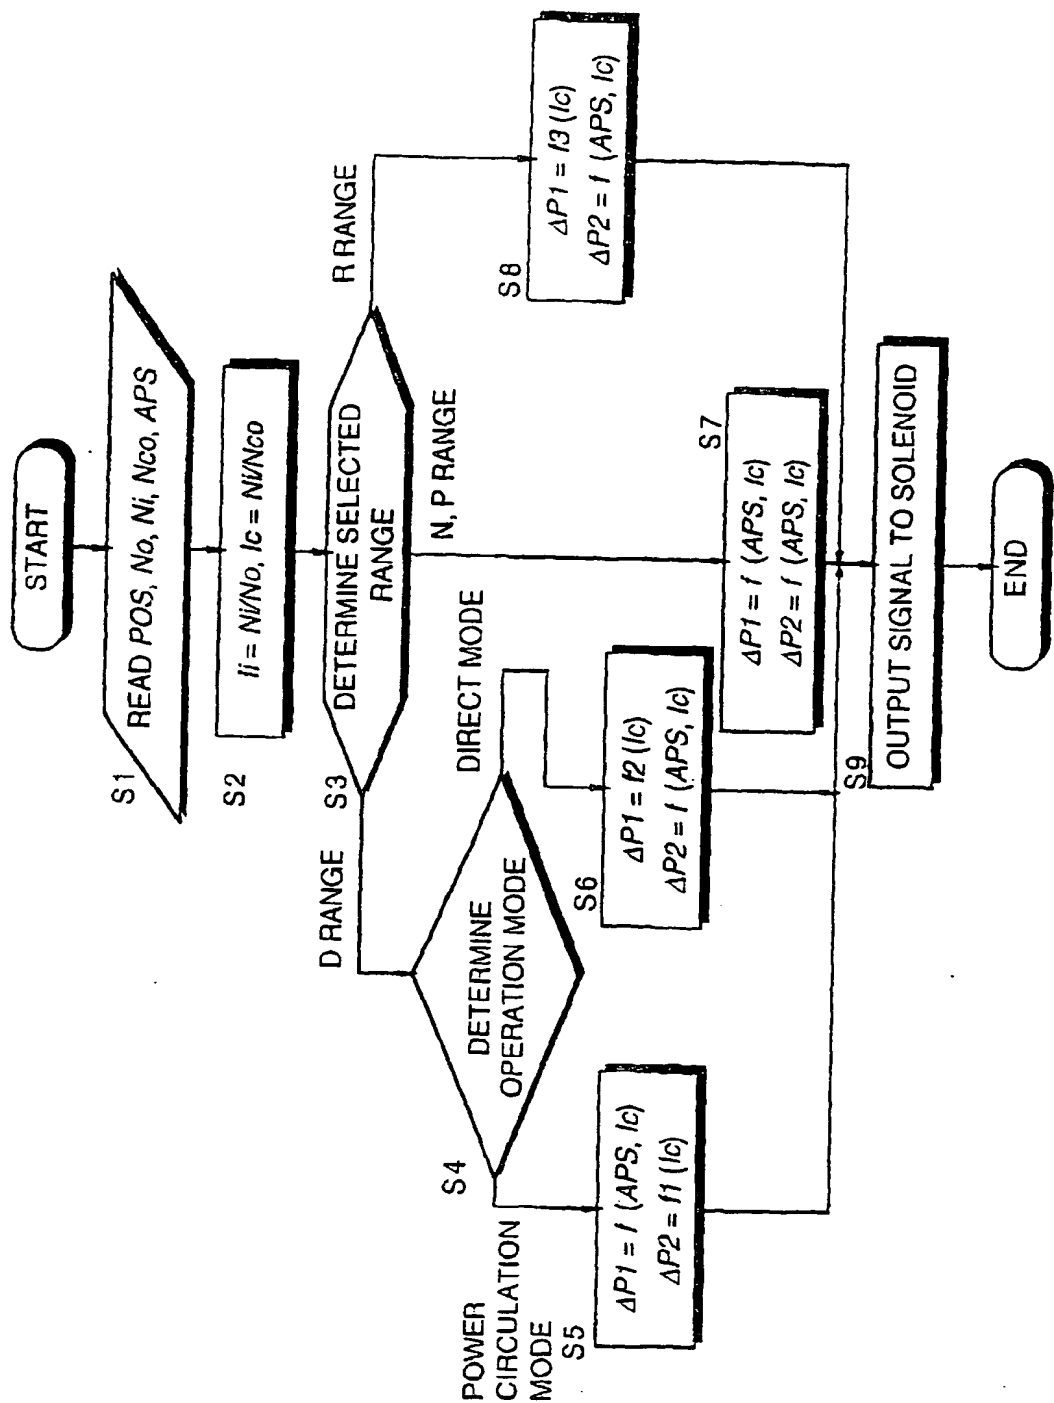 START
S1
READ POS, No, Ni, Nco, APS
S2
Ii = Ni/No, Ic = Ni/Nco
S3
DETERMINE SELECTED
RANGE
D RANGE
N, P RANGE
R RANGE
S4
DETERMINE
OPERATION MODE
POWER
CIRCULATION
MODE
DIRECT MODE
S5
ΔP1 = f (APS, Ic)
ΔP2 = f1 (Ic)
S6
ΔP1 = f2 (Ic)
ΔP2 = f (APS, Ic)
S7
ΔP1 = f (APS, Ic)
ΔP2 = f (APS, Ic)
S8
ΔP1 = f3 (Ic)
ΔP2 = f (APS, Ic)
S9
OUTPUT SIGNAL TO SOLENOID
END